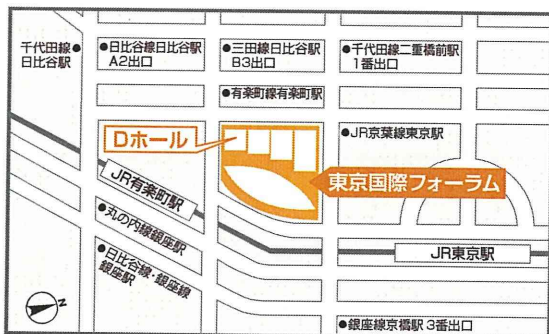 千代田線●
日比谷駅
●日比谷線日比谷駅
A2出口
●三田線日比谷駅
B3出口
●千代田線二重橋前駅
1番出口
●有楽町線有楽町駅
Dホール
●JR京葉線東京駅
JR有楽町駅
東京国際フォーラム
●丸の内線銀座駅
●日比谷線・銀座線
銀座駅
JR東京駅
N
●銀座線京橋駅 3番出口